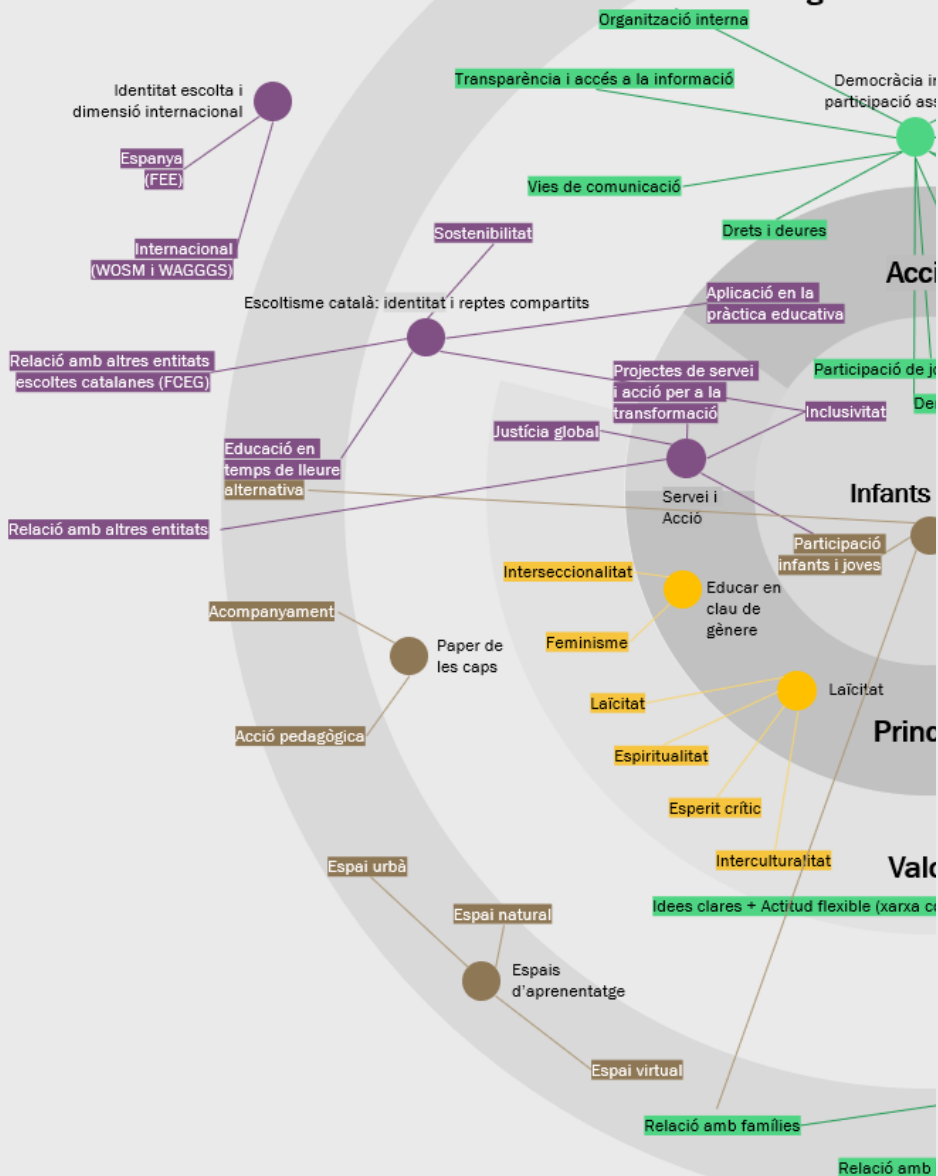 Organització interna
Transparència i accés a la informació
Democràcia
participació
Identitat escolta i
dimensió internacional
Espanya
(FEE)
Vies de comunicació
Drets i deures
Sostenibilitat
Internacional
(WOSM i WAGGGS)
Escoltisme català: identitat i reptes compartits
Aplicació en la
pràctica educativa
Relació amb altres entitats
escoltes catalanes (FCEG)
Projectes de servei
i acció per a la
transformació
Participació de
Inclusivitat
Justícia global
Educació en
temps de lleure
alternativa
Infants
Servei i
Acció
Relació amb altres entitats
Participació
infants i joves
Interseccionalitat
Educar en
clau de
gènere
Feminisme
Acompanyament
Paper de
les caps
Laïcitat
Laïcitat
Acció pedagògica
Espiritualitat
Esperit crític
Interculturalitat
Espai urbà
Idees clares + Actitud flexible (xarxa
Espai natural
Espais
d'aprenentatge
Espai virtual
Relació amb famílies
Relació amb